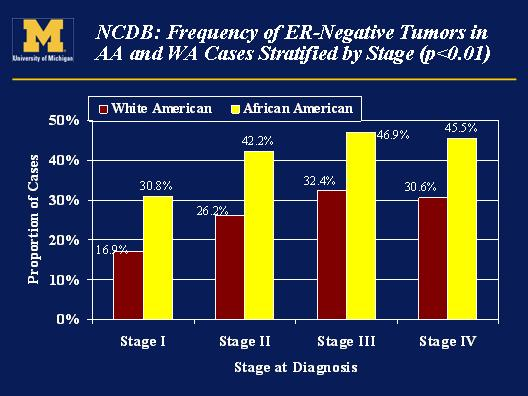 NCDB: Frequency of ER-Negative Tumors in
AA and WA Cases Stratified by Stage (p<0.01)
M
University of Michigan
White American African American
50%
40%
30%
20%
10%
0%
Proportion of Cases
16.9%
30.8%
26.2%
42.2%
32.4%
46.9%
30.6%
45.5%
Stage I Stage II Stage III Stage IV
Stage at Diagnosis